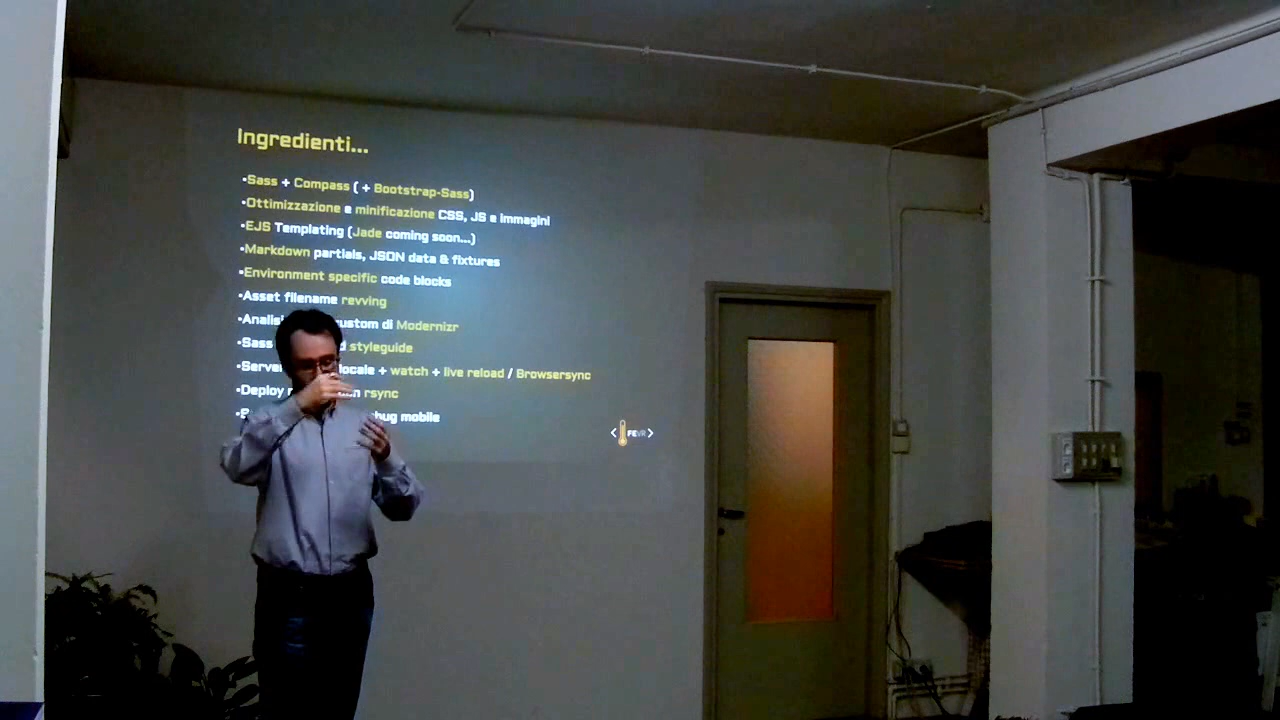 Ingredienti...
•Sass + Compass ( + Bootstrap-Sass)
•Ottimizzazione e minificazione CSS, JS e immagini
•EJS Templating (Jade coming soon...)
•Markdown partials, JSON data & fixtures
•Environment specific code blocks
•Asset filename revving
•Analisi custom di Modernizr
•Sass styleguide
•Server locale + watch + live reload / Browsersync
•Deploy rsync
mobile
<FEVR>